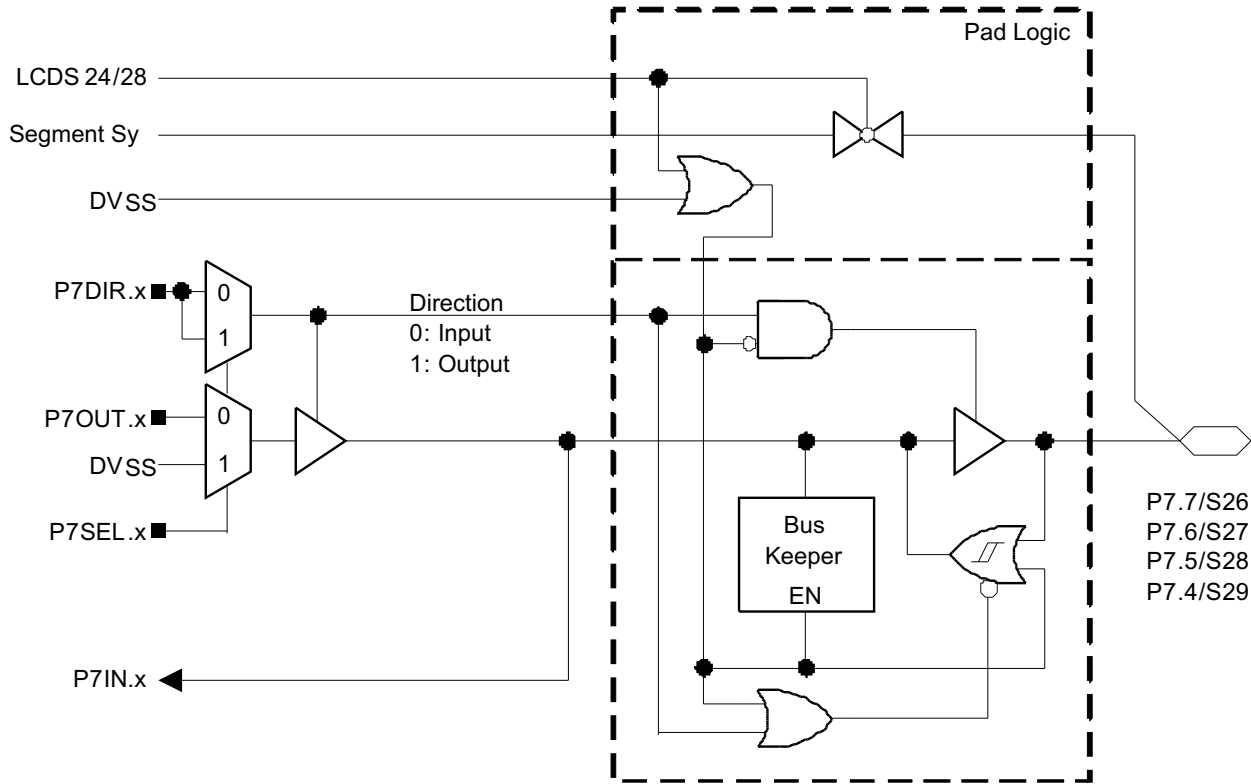 Pad Logic
LCDS 24/28
Segment Sy
DVSS
P7DIR.x
0
1
Direction
0: Input
1: Output
P7OUT.x
0
DVSS
1
P7SEL.x
Bus
Keeper
EN
P7.7/S26
P7.6/S27
P7.5/S28
P7.4/S29
P7IN.x